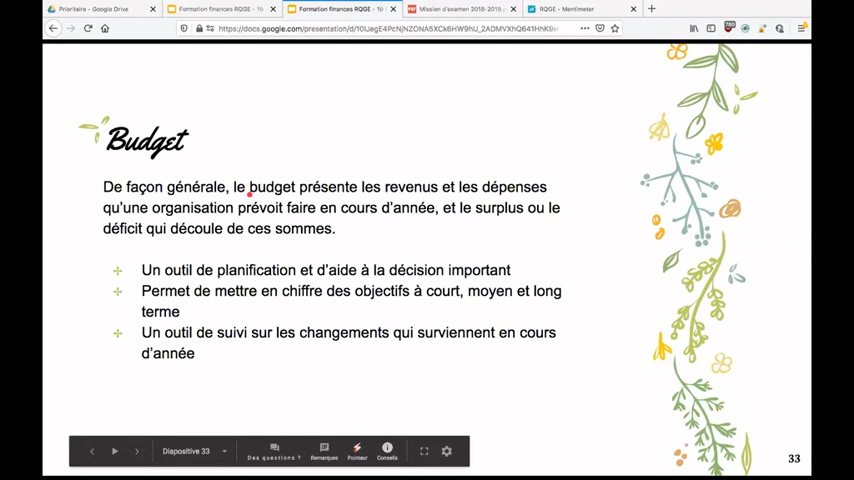 Prioritaire - Google Drive
Formation finances RQGE - 10
Formation finances RQGE - 10
Mission d'examen 2018-2019.p
RQGE - Mentimeter
Budget
De façon générale, le budget présente les revenus et les dépenses
qu'une organisation prévoit faire en cours d'année, et le surplus ou le
déficit qui découle de ces sommes.
Un outil de planification et d'aide à la décision important
Permet de mettre en chiffre des objectifs à court, moyen et long
terme
Un outil de suivi sur les changements qui surviennent en cours
d'année
Diapositive 33
Des questions ?
Remarques
Pointeur
Conseils
33